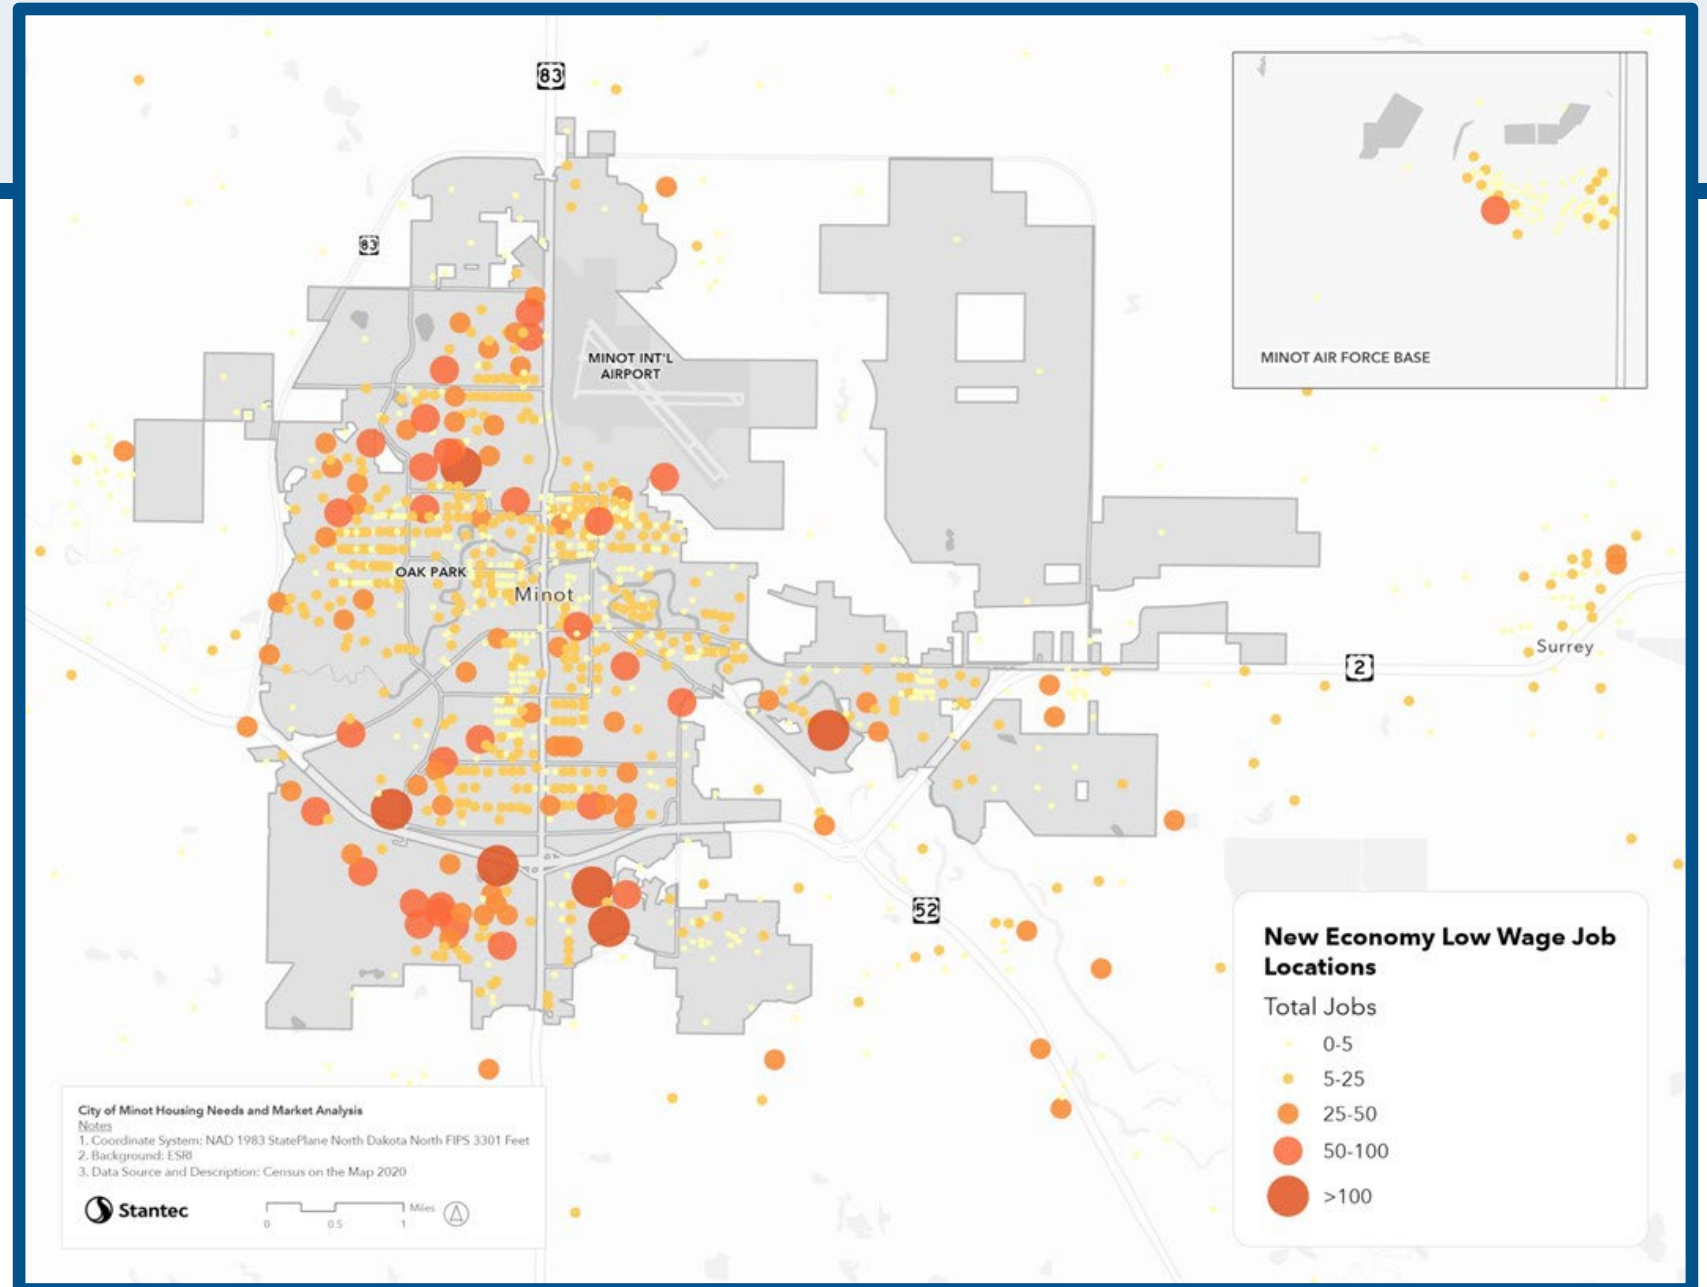 83
83
MINOT INT'L
AIRPORT
MINOT AIR FORCE BASE
OAK PARK
Minot
Surrey
2
52
New Economy Low Wage Job
Locations
Total Jobs
0-5
5-25
25-50
50-100
>100
City of Minot Housing Needs and Market Analysis
Notes
1. Coordinate System: NAD 1983 StatePlane North Dakota North FIPS 3301 Feet
2. Background: ESRI
3. Data Source and Description: Census on the Map 2020
Stantec
Miles
0 0.5 1